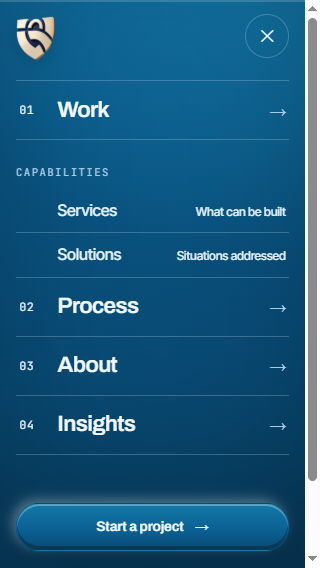 01 Work →
CAPABILITIES
Services What can be built
Solutions Situations addressed
02 Process →
03 About →
04 Insights →
Start a project →